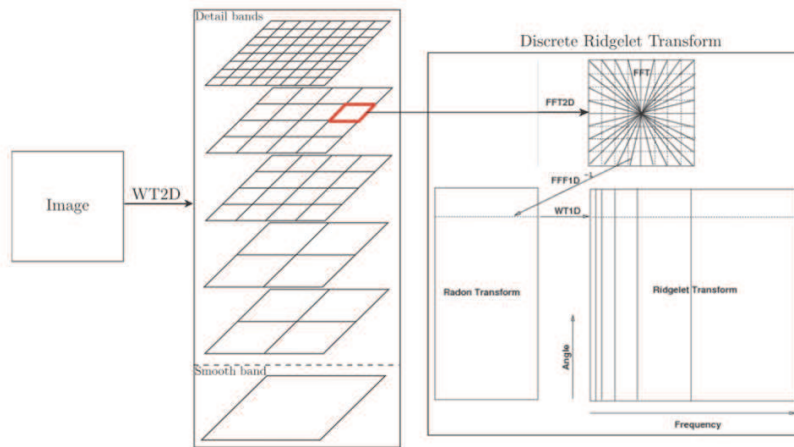 Detail bands
Discrete Ridgelet Transform
FFT
FFT2D
Image
WT2D
FFF1D⁻¹
WT1D
Radon Transform
Ridgelet Transform
Angle
Smooth band
Frequency